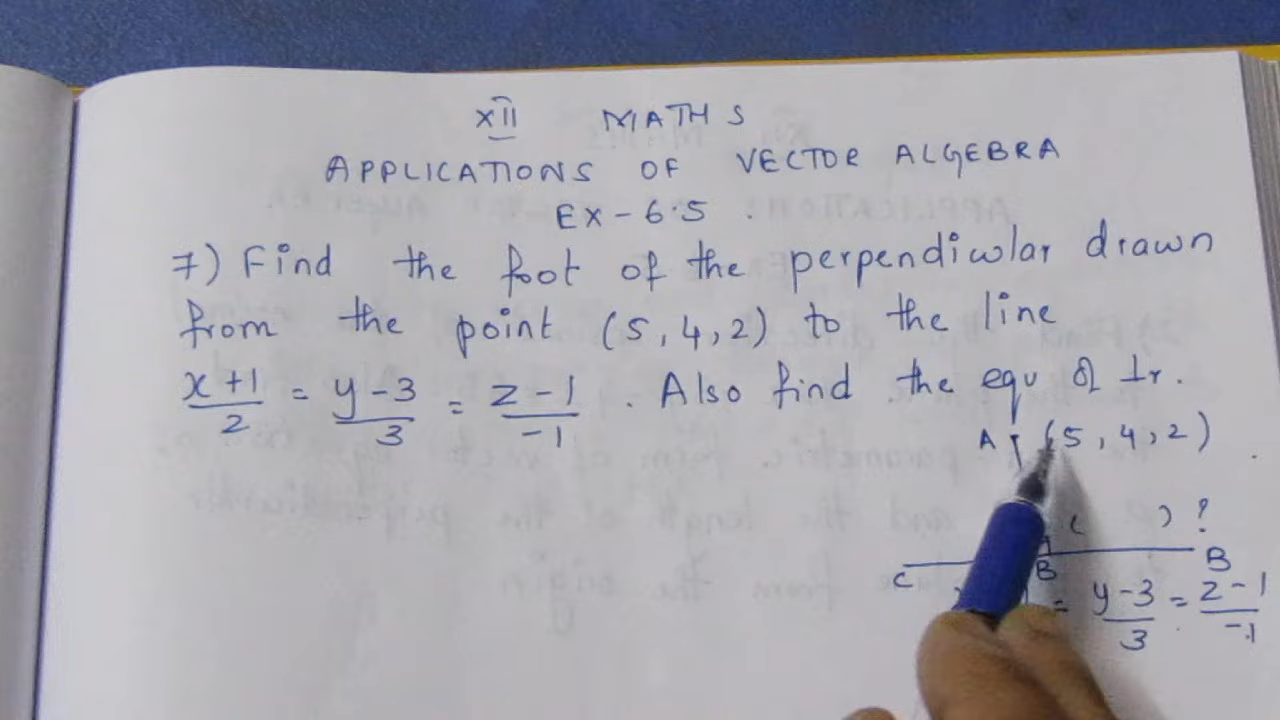 XII MATHS
APPLICATIONS OF VECTOR ALGEBRA
EX - 6.5
7) Find the foot of the perpendicular drawn
from the point (5, 4, 2) to the line
x+1/2 = y-3/3 = z-1/-1 . Also find the equ of ⊥r.
A (5, 4, 2)
( ) ?
C B B
= y-3/3 = z-1/-1